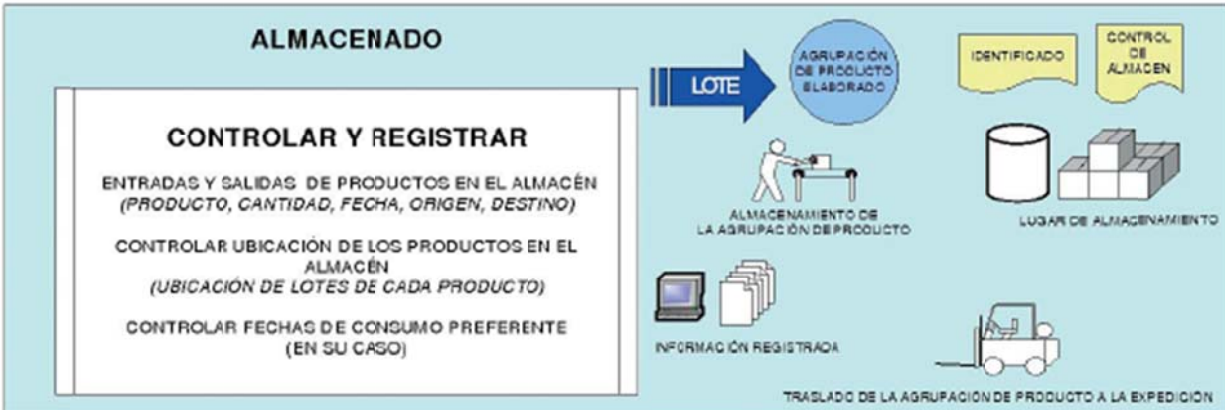 ALMACENADO
CONTROLAR Y REGISTRAR
ENTRADAS Y SALIDAS DE PRODUCTOS EN EL ALMACÉN
(PRODUCTO, CANTIDAD, FECHA, ORIGEN, DESTINO)
CONTROLAR UBICACIÓN DE LOS PRODUCTOS EN EL
ALMACÉN
(UBICACIÓN DE LOTES DE CADA PRODUCTO)
CONTROLAR FECHAS DE CONSUMO PREFERENTE
(EN SU CASO)
LOTE
AGRUPACIÓN
DE PRODUCTO
ELABORADO
IDENTIFICADO
CONTROL
DE
ALMACEN
ALMACENAMIENTO DE
LA AGRUPACIÓN DE PRODUCTO
LUGAR DE ALMACENAMIENTO
INFORMACIÓN REGISTRADA
TRASLADO DE LA AGRUPACIÓN DE PRODUCTO A LA EXPEDICIÓN